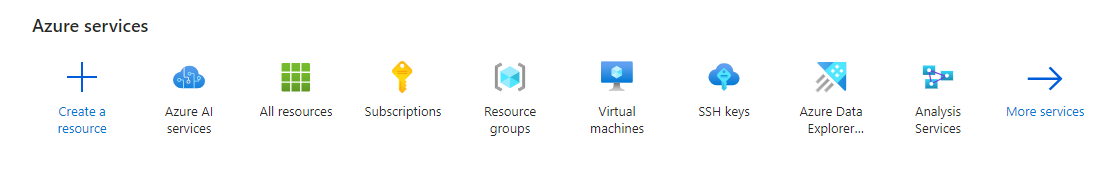 Azure services
Create a
resource
Azure AI
services
All resources
Subscriptions
Resource
groups
Virtual
machines
SSH keys
Azure Data
Explorer...
Analysis
Services
More services